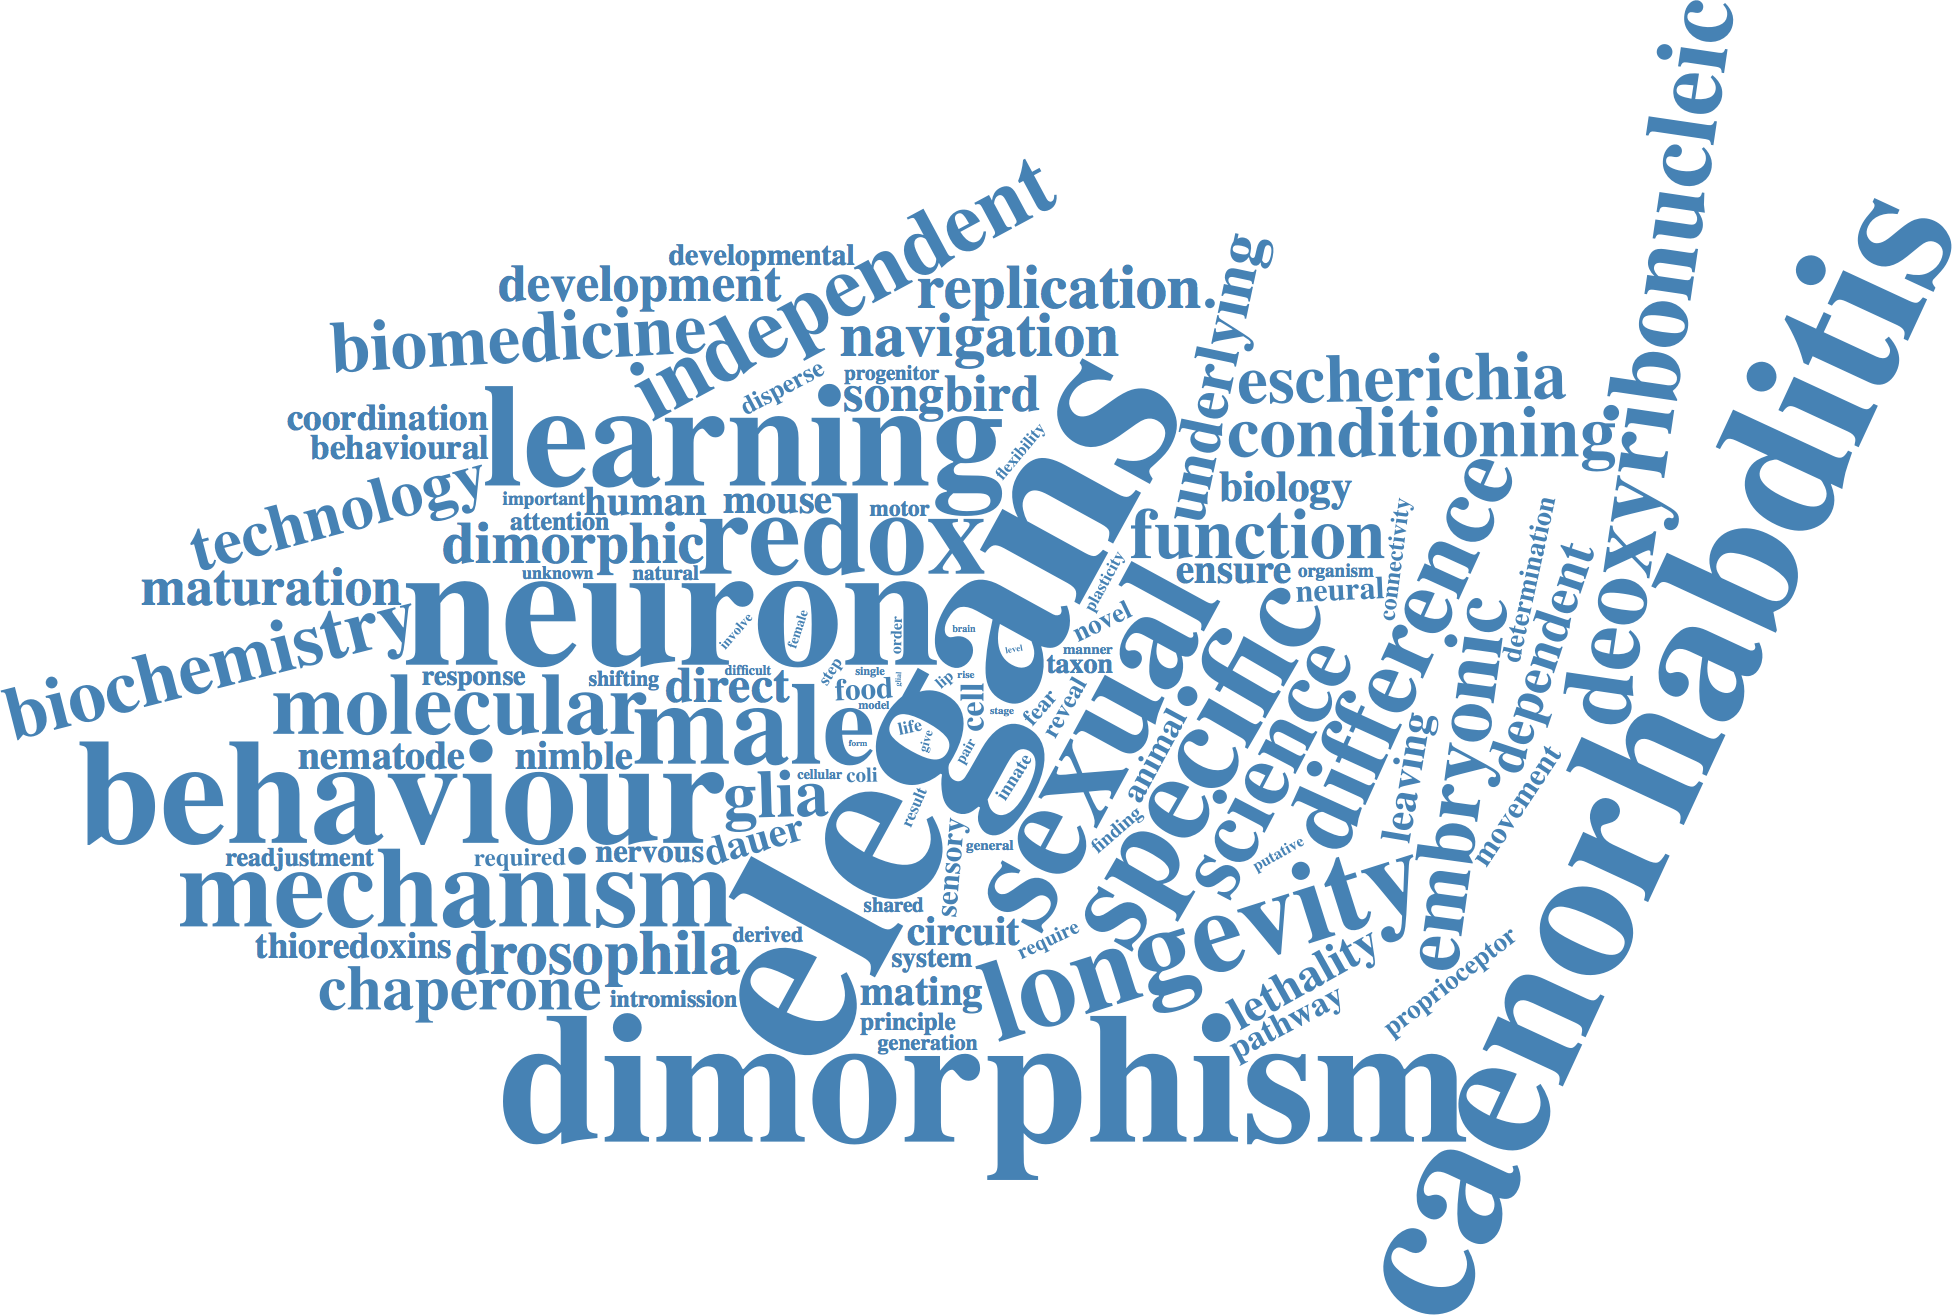 developmental
development
independent
replication.
biomedicine
navigation
disperse
progenitor
songbird
underlying
escherichia
deoxyribonucleic
caenorhabditis
coordination
behavioural
learning
flexibility
conditioning
technology
important
human
mouse
motor
biology
attention
dimorphic
redox
elegans
function
connectivity
difference
determination
unknown
natural
plasticity
ensure
organism
neural
maturation
neuron
involve
female
order
brain
level
novel
manner
taxon
sexual
specific
science
embryonic
dependent
biochemistry
response
shifting
difficult
direct
step
single
glial
food
model
lip
rise
cell
stage
fear
reveal
animal
molecular
male
life
give
form
pair
innate
leaving
movement
nematode
nimble
cellular
coli
behaviour
glia
result
finding
putative
dauer
readjustment
required
nervous
sensory
general
longevity
mechanism
shared
thioredoxins
drosophila
derived
circuit
require
system
lethality
proprioceptor
chaperone
intromission
mating
pathway
principle
generation
dimorphism